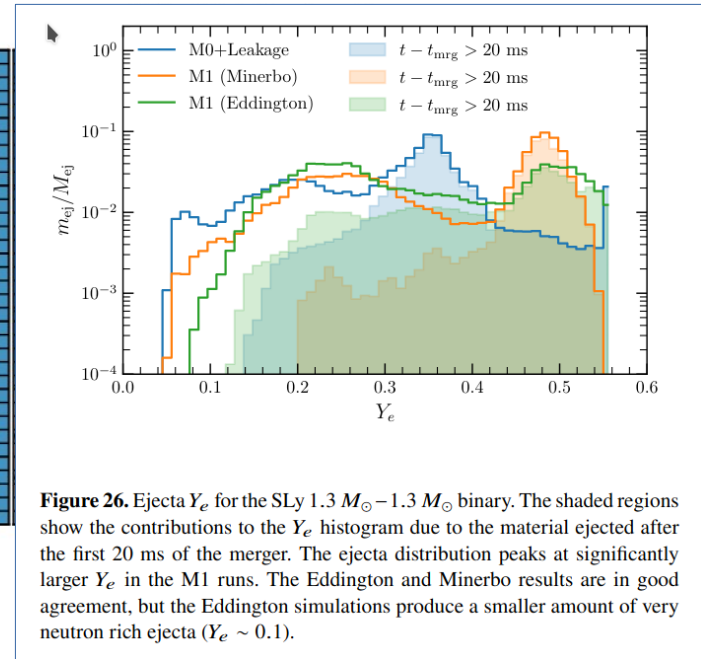 10⁰
M0+Leakage
t − t_mrg > 20 ms
M1 (Minerbo)
t − t_mrg > 20 ms
M1 (Eddington)
t − t_mrg > 20 ms
10⁻¹
m_ej/M_ej
10⁻²
10⁻³
10⁻⁴
0.0 0.1 0.2 0.3 0.4 0.5 0.6
Y_e
Figure 26. Ejecta Y_e for the SLy 1.3 M_⊙ – 1.3 M_⊙ binary. The shaded regions
show the contributions to the Y_e histogram due to the material ejected after
the first 20 ms of the merger. The ejecta distribution peaks at significantly
larger Y_e in the M1 runs. The Eddington and Minerbo results are in good
agreement, but the Eddington simulations produce a smaller amount of very
neutron rich ejecta (Y_e ∼ 0.1).